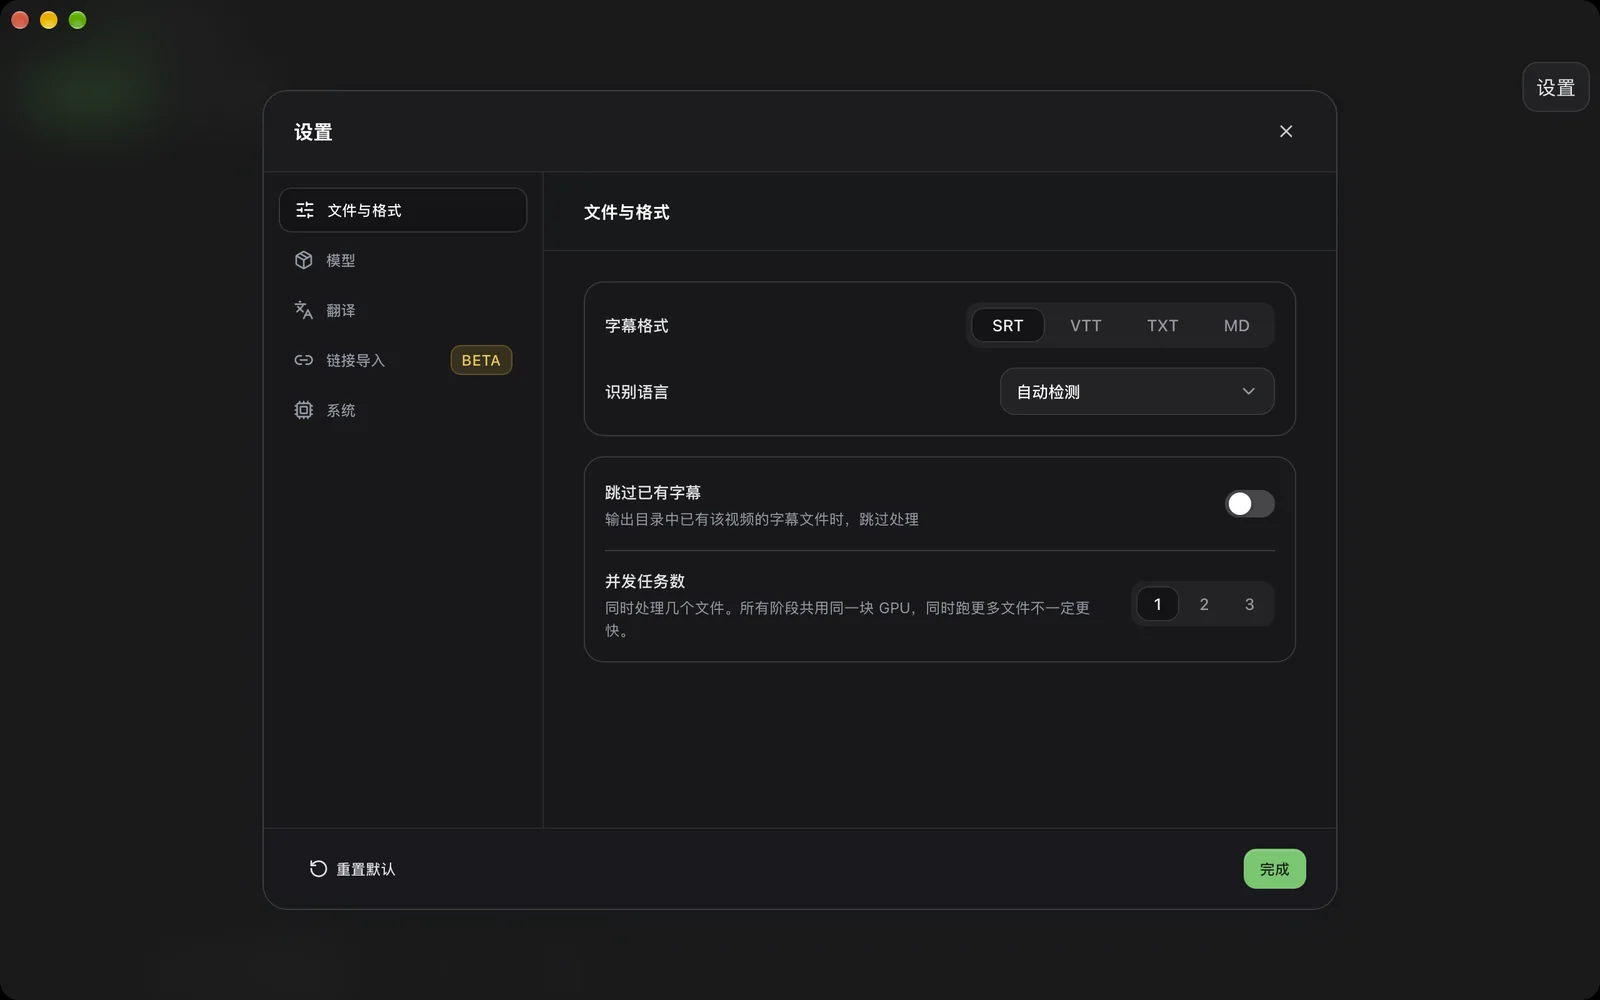 设置
设置
文件与格式
模型
翻译
链接导入 BETA
系统
文件与格式
字幕格式 SRT VTT TXT MD
识别语言 自动检测
跳过已有字幕
输出目录中已有该视频的字幕文件时，跳过处理
并发任务数
同时处理几个文件。所有阶段共用同一块 GPU，同时跑更多文件不一定更
快。
1 2 3
重置默认
完成